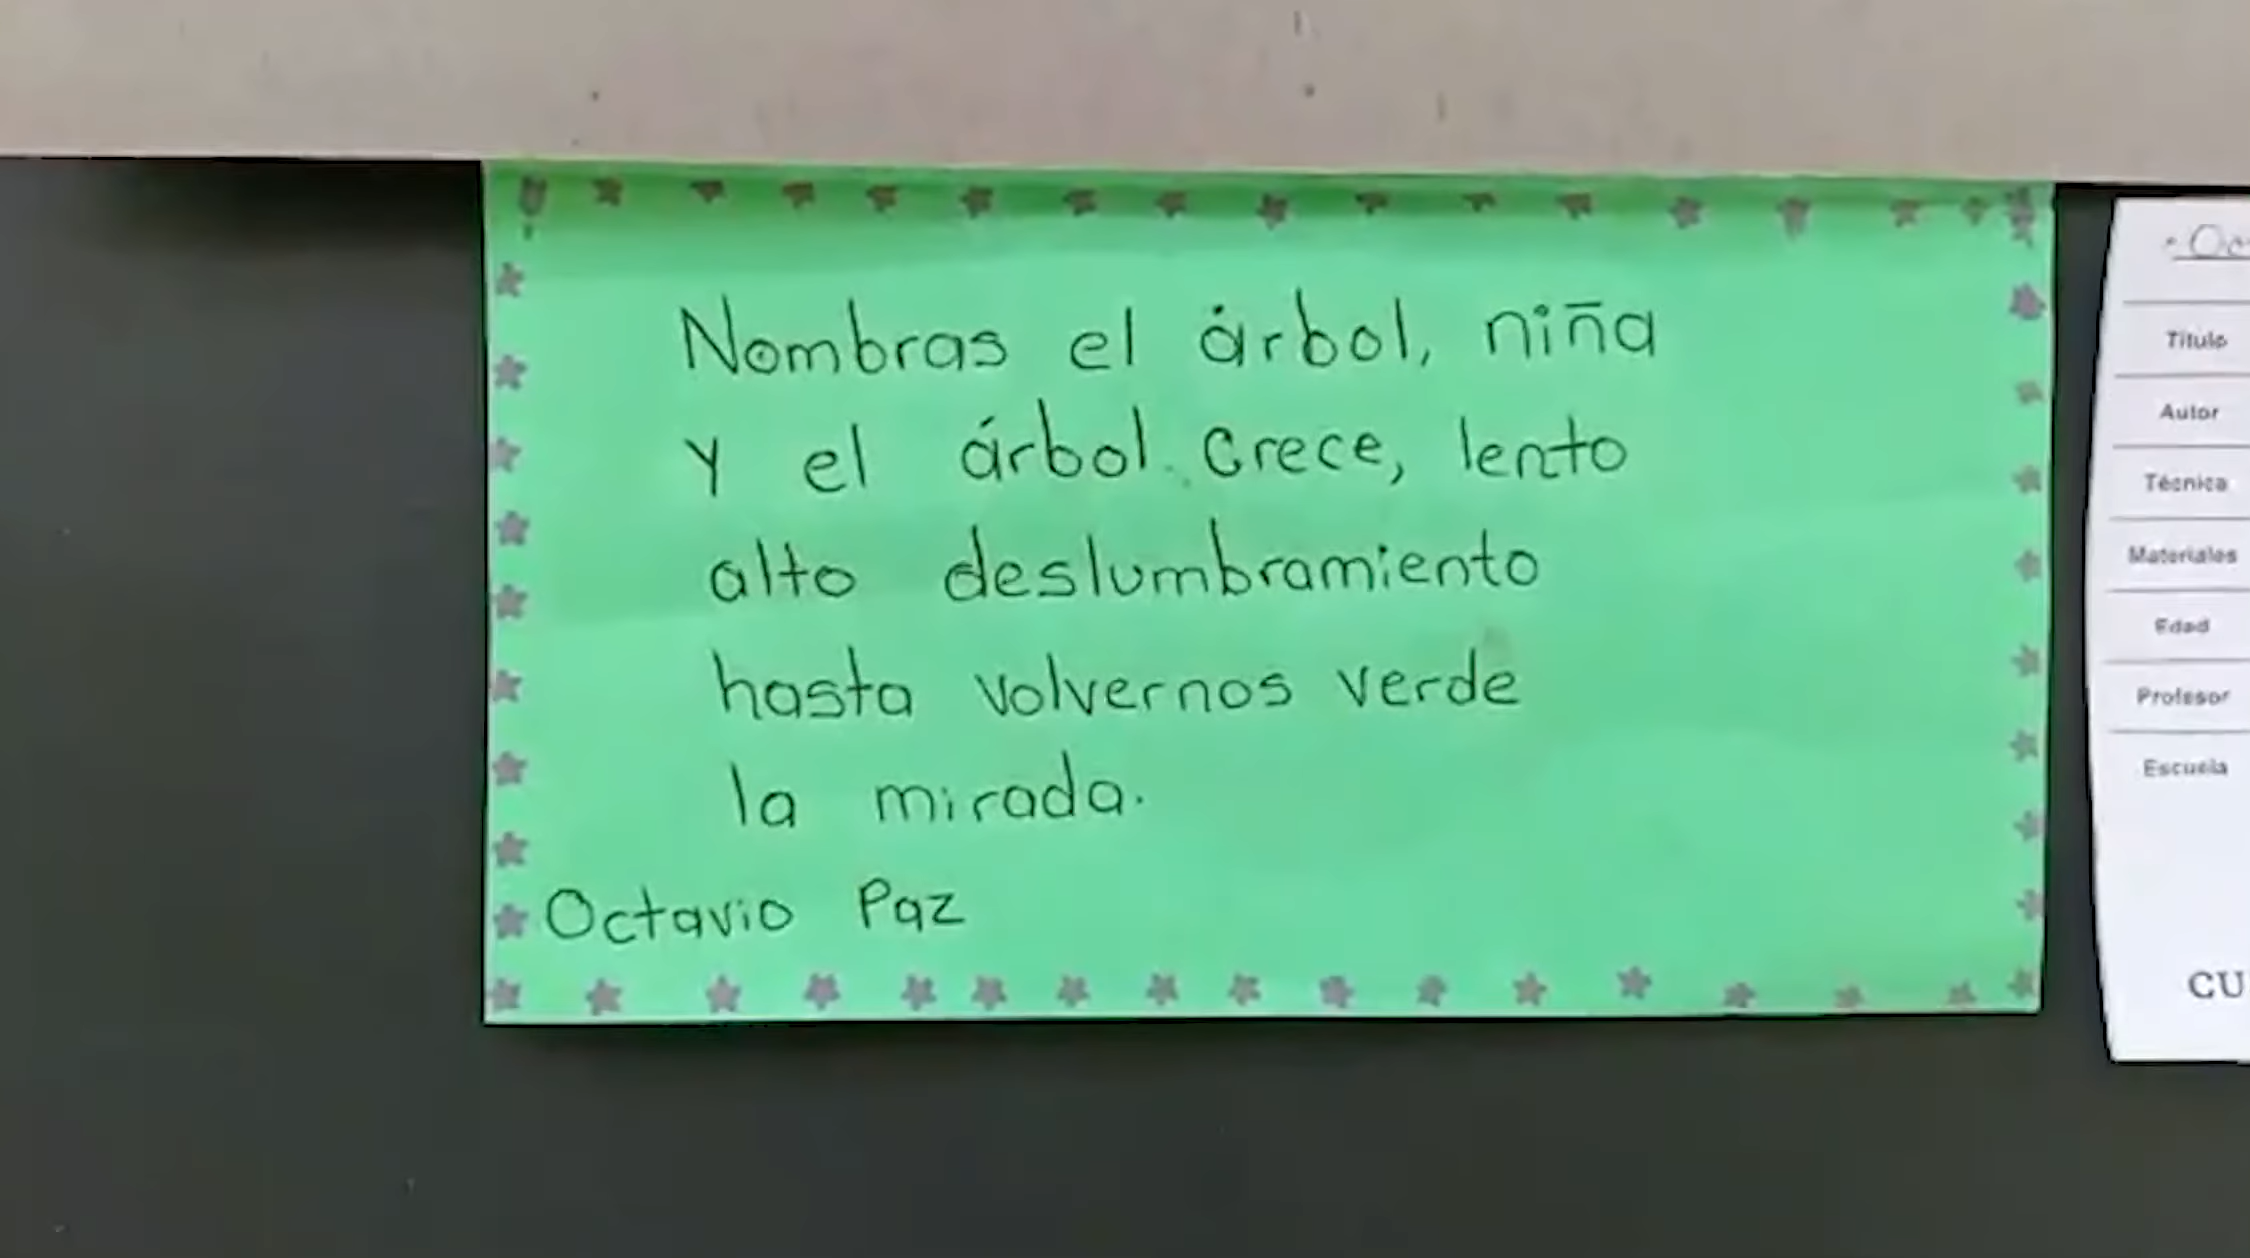 Nombras el árbol, niña
Y el árbol crece, lento
alto deslumbramiento
hasta volvernos verde
la mirada.
Octavio Paz
Título
Autor
Técnica
Materiales
Edad
Profesor
Escuela